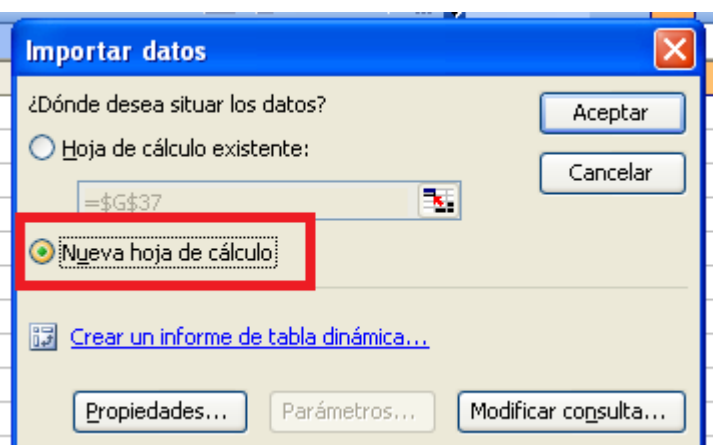 Importar datos
¿Dónde desea situar los datos?
Aceptar
Hoja de cálculo existente:
Cancelar
=$G$37
Nueva hoja de cálculo
Crear un informe de tabla dinámica...
Propiedades... Parámetros... Modificar consulta...